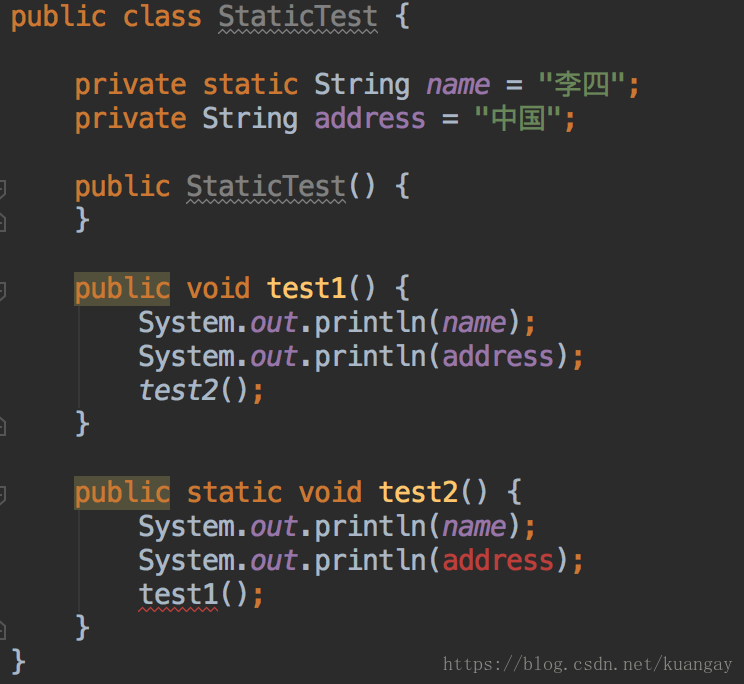 public class StaticTest {
private static String name = "李四";
private String address = "中国";
public StaticTest() {
}
public void test1() {
System.out.println(name);
System.out.println(address);
test2();
}
public static void test2() {
System.out.println(name);
System.out.println(address);
test1();
}
}
https://blog.csdn.net/kuangay